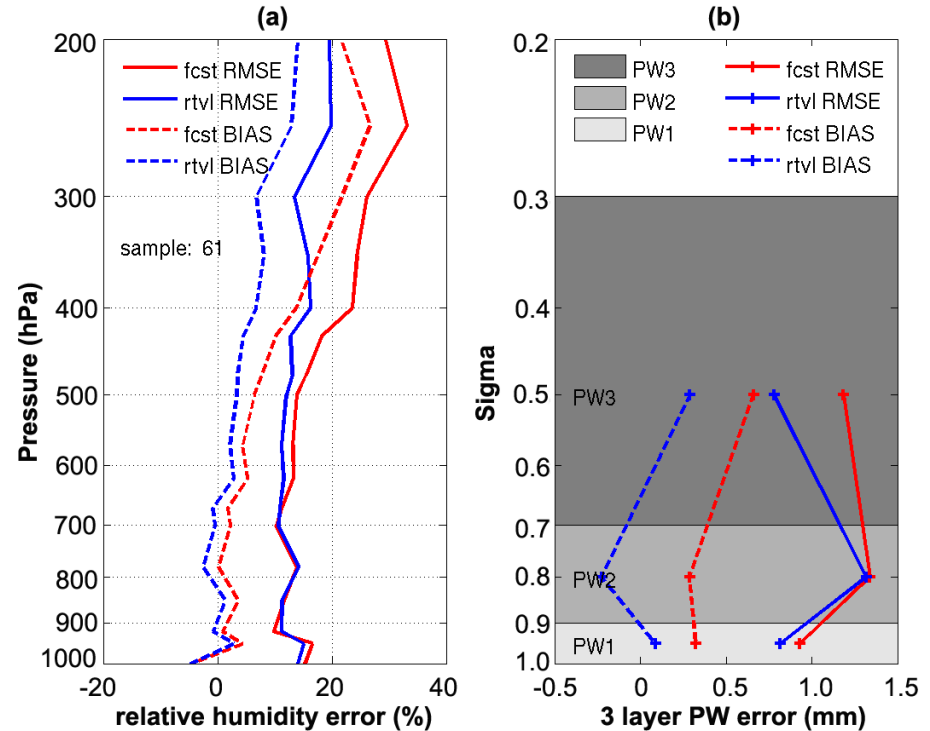 (a)
200
300
400
500
600
700
800
900
1000
Pressure (hPa)
fcst RMSE
rtvl RMSE
fcst BIAS
rtvl BIAS
sample: 61
-20
0
20
40
relative humidity error (%)
(b)
0.2
0.3
0.4
0.5
0.6
0.7
0.8
0.9
1.0
Sigma
PW3
PW2
PW1
fcst RMSE
rtvl RMSE
fcst BIAS
rtvl BIAS
PW3
PW2
PW1
-0.5
0
0.5
1.0
1.5
3 layer PW error (mm)